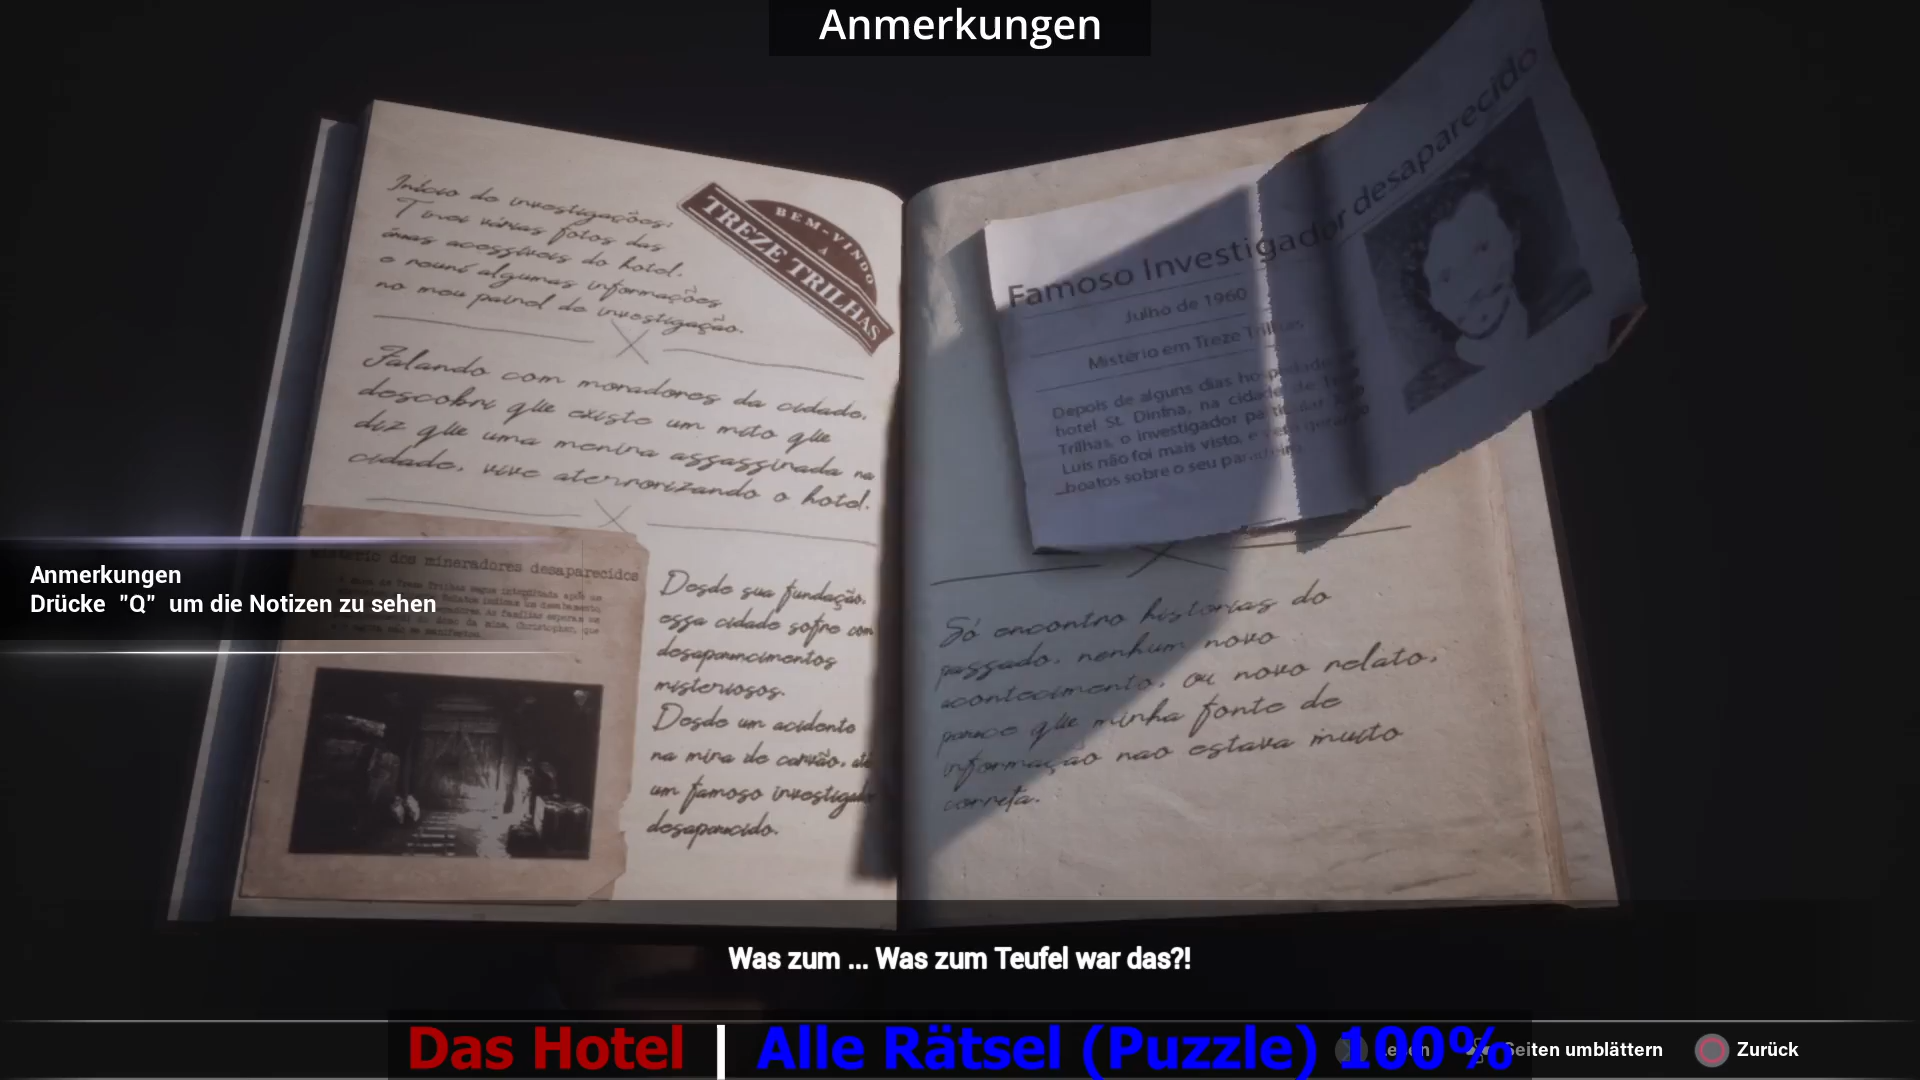 Anmerkungen
Início de investigações:
Tirei várias fotos das
áreas acessíveis do hotel.
e reuni algumas informações
no meu painel de investigação.
BEM-VINDO
À
TREZE TRILHAS
Falando com moradores da cidade,
descobri que existe um mito que
diz que uma menina assassinada na
cidade, vive aterrorizando o hotel.
dos mineradores desaparecidos
Desde sua fundação,
essa cidade sofre com
desaparecimentos
misteriosos.
Desde um acidente
na mina de carvão, até
um famoso investigador
desaparecido.
Famoso Investigador desaparecido
Julho de 1960
Mistério em Treze Trilhas
Depois de alguns dias hospedado
hotel St. Dinfna, na cidade de
Trilhas, o investigador particular
Luis não foi mais visto, e
boatos sobre o seu paradeiro.
Só encontro histórias do
passado, nenhum novo
acontecimento, ou novo relato,
parece que minha fonte de
informação nao estava muito
correta.
Anmerkungen
Drücke "Q" um die Notizen zu sehen
Was zum ... Was zum Teufel war das?!
Das Hotel | Alle Rätsel (Puzzle) 100%
Lesen
Seiten umblättern
Zurück